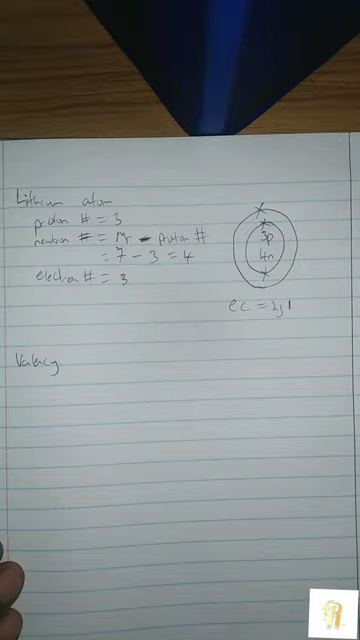 Lithium atom
proton # = 3
neutron # = Mr - proton #
= 7 - 3 = 4
electron # = 3
3p
4n
ec = 2,1
Valency